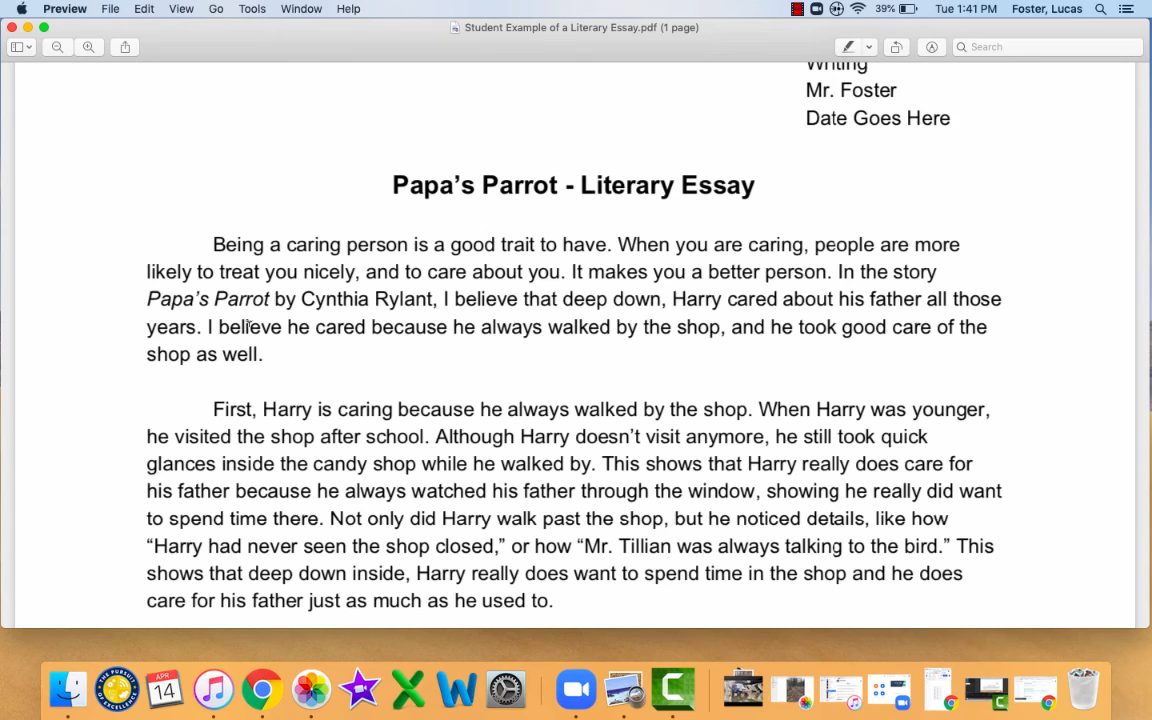 Preview File Edit View Go Tools Window Help 39% Tue 1:41 PM Foster, Lucas
Student Example of a Literary Essay.pdf (1 page)
Search
Writing
Mr. Foster
Date Goes Here
Papa's Parrot - Literary Essay
Being a caring person is a good trait to have. When you are caring, people are more
likely to treat you nicely, and to care about you. It makes you a better person. In the story
Papa's Parrot by Cynthia Rylant, I believe that deep down, Harry cared about his father all those
years. I believe he cared because he always walked by the shop, and he took good care of the
shop as well.
First, Harry is caring because he always walked by the shop. When Harry was younger,
he visited the shop after school. Although Harry doesn't visit anymore, he still took quick
glances inside the candy shop while he walked by. This shows that Harry really does care for
his father because he always watched his father through the window, showing he really did want
to spend time there. Not only did Harry walk past the shop, but he noticed details, like how
“Harry had never seen the shop closed,” or how “Mr. Tillian was always talking to the bird.” This
shows that deep down inside, Harry really does want to spend time in the shop and he does
care for his father just as much as he used to.
APR
14